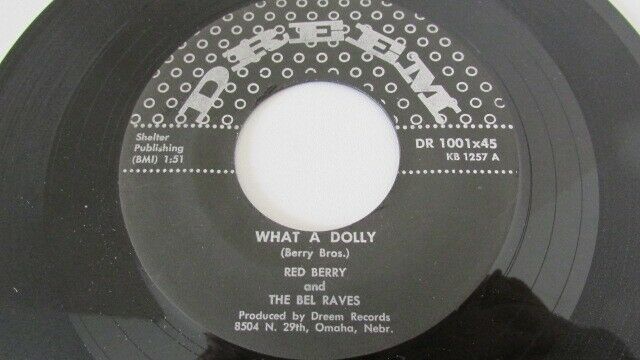 DREEM
Shelter
Publishing
(BMI) 1:51
DR 1001x45
KB 1257 A
WHAT A DOLLY
(Berry Bros.)
RED BERRY
and
THE BEL RAVES
Produced by Dreem Records
8504 N. 29th, Omaha, Nebr.